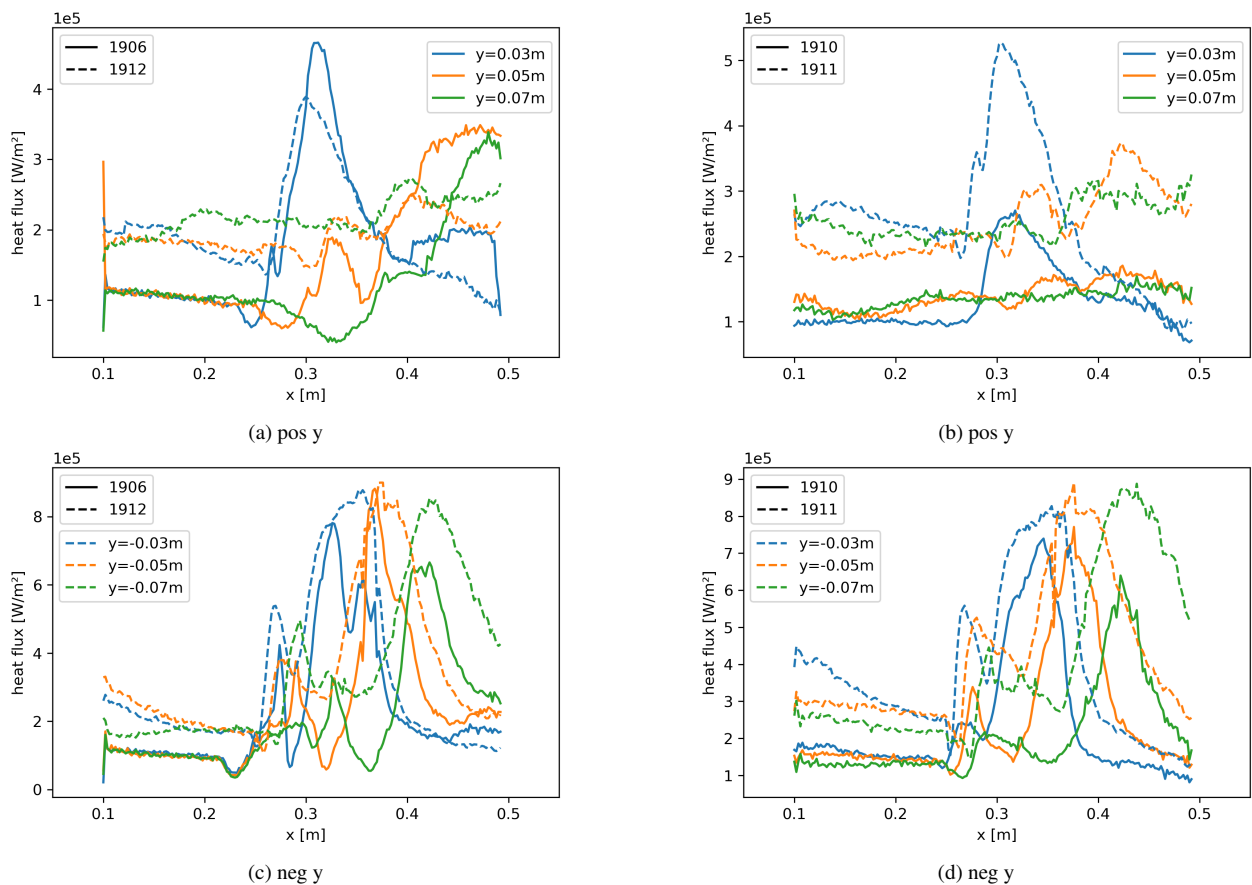 1e5
1906
1912
y=0.03m
y=0.05m
y=0.07m
4
3
2
1
heat flux [W/m²]
0.1 0.2 0.3 0.4 0.5
x [m]
(a) pos y
1e5
1910
1911
y=0.03m
y=0.05m
y=0.07m
5
4
3
2
1
heat flux [W/m²]
0.1 0.2 0.3 0.4 0.5
x [m]
(b) pos y
1e5
1906
1912
y=-0.03m
y=-0.05m
y=-0.07m
8
6
4
2
0
heat flux [W/m²]
0.1 0.2 0.3 0.4 0.5
x [m]
(c) neg y
1e5
1910
1911
y=-0.03m
y=-0.05m
y=-0.07m
9
8
7
6
5
4
3
2
1
heat flux [W/m²]
0.1 0.2 0.3 0.4 0.5
x [m]
(d) neg y